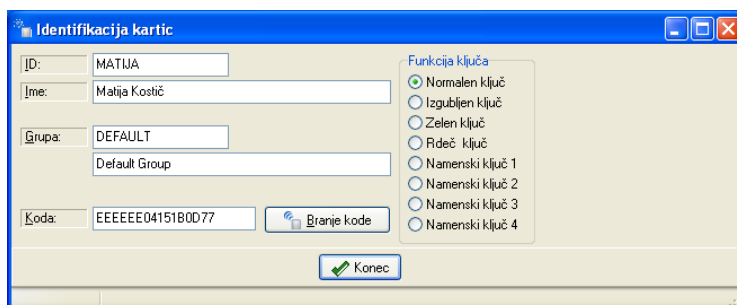 Identifikacija kartic
ID: MATIJA
Ime: Matija Kostič
Grupa: DEFAULT
Default Group
Koda: EEEEEE04151B0D77 Branje kode
Funkcija ključa
Normalen ključ
Izgubljen ključ
Zelen ključ
Rdeč ključ
Namenski ključ 1
Namenski ključ 2
Namenski ključ 3
Namenski ključ 4
Konec